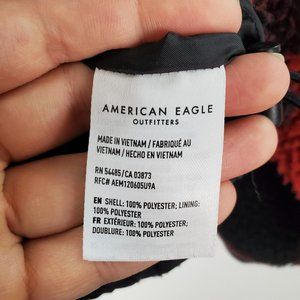 AMERICAN EAGLE
OUTFITTERS
MADE IN VIETNAM / FABRIQUÉ AU
VIETNAM / HECHO EN VIETNAM
RN 54485/CA 03873
RFC# AEM120605U9A
EN SHELL: 100% POLYESTER; LINING:
100% POLYESTER
FR EXTÉRIEUR: 100% POLYESTER;
DOUBLURE: 100% POLYESTER